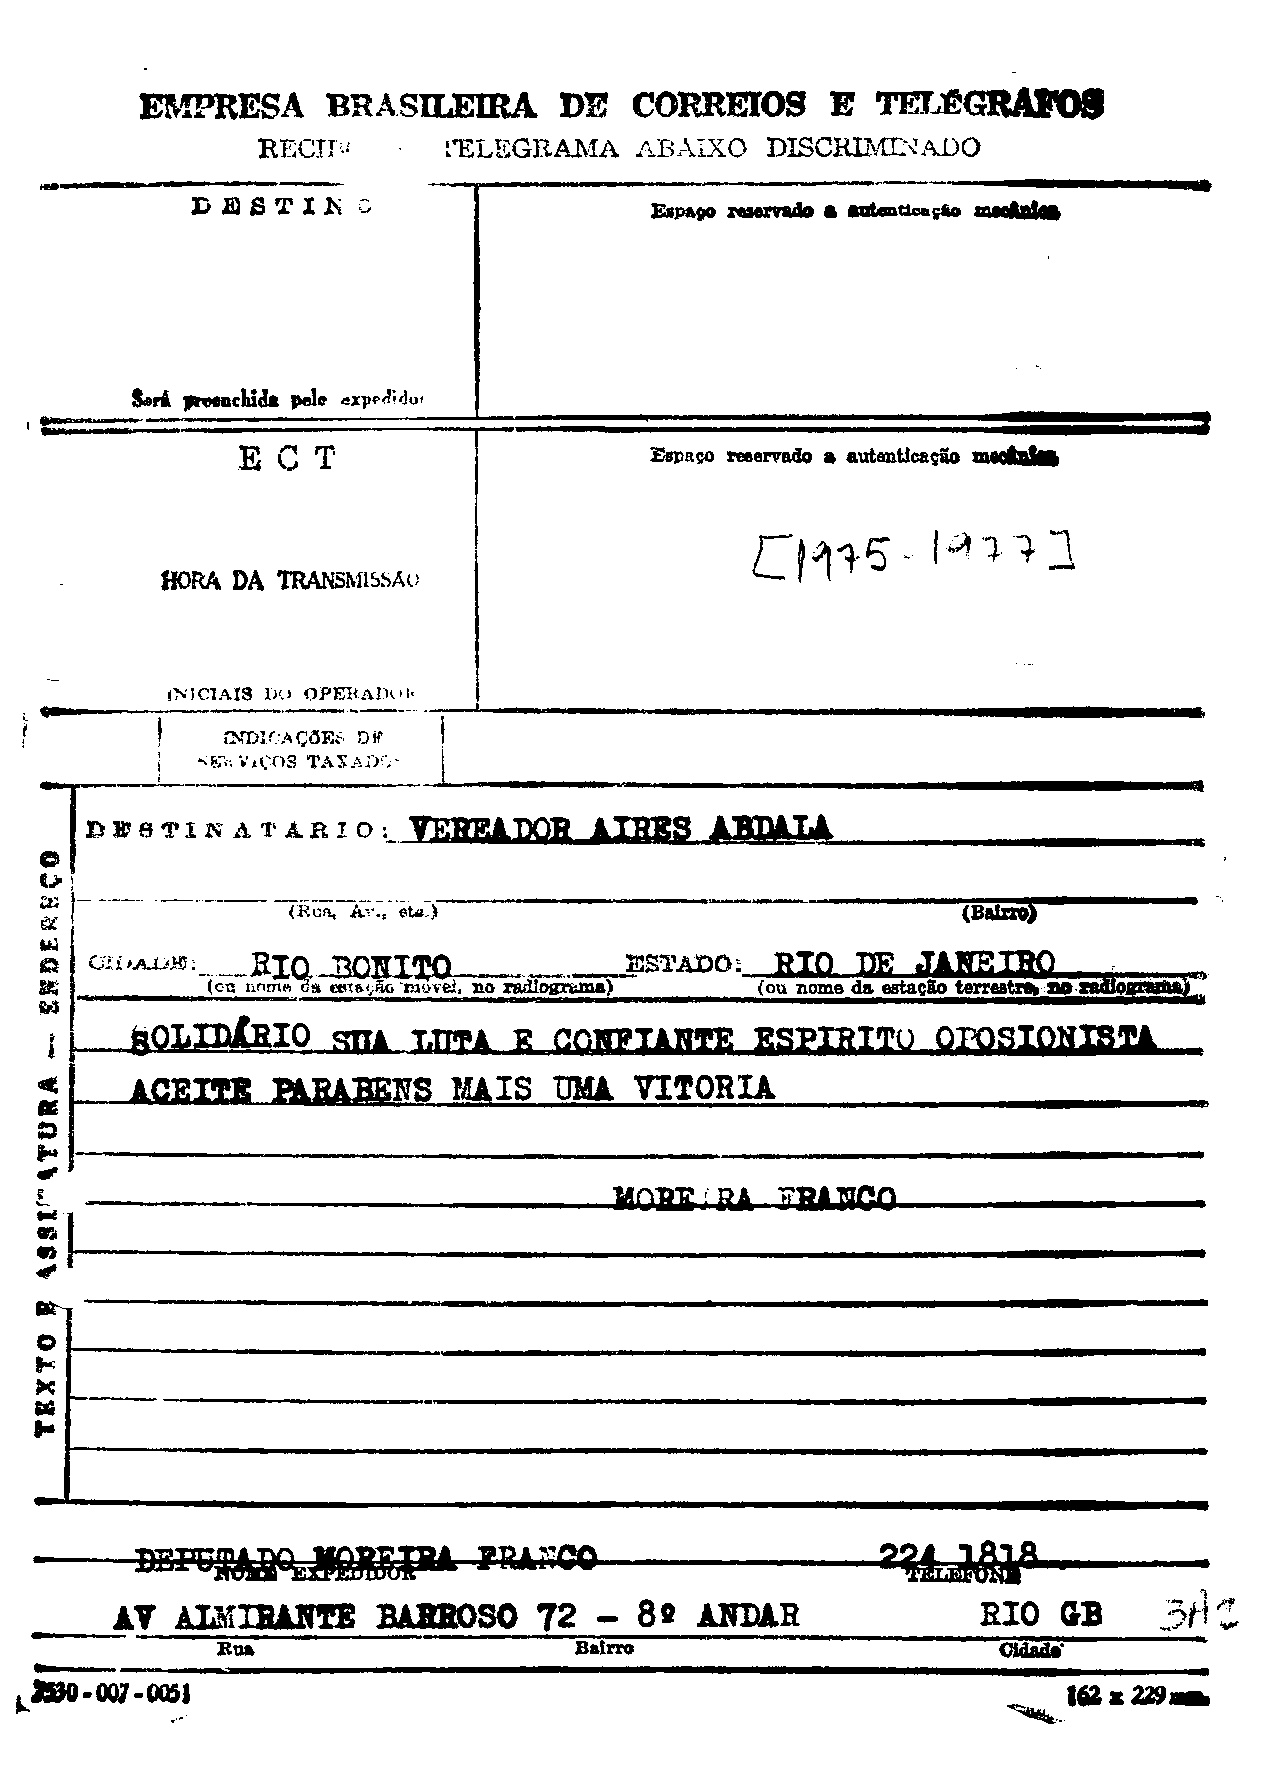 EMPRESA BRASILEIRA DE CORREIOS E TELÉGRAFOS
TELEGRAMA ABAIXO DISCRIMINADO
DESTINO
Espaço reservado a autenticação mecânica
Será preenchida pelo expedidor
ECT
Espaço reservado a autenticação mecânica
[1975-1977]
HORA DA TRANSMISSÃO
INICIAIS DO OPERADOR
INDICAÇÕES DE
SERVIÇOS TAXADOS
TEXTO E ASSINATURA — ENDEREÇO
DESTINATARIO: VEREADOR AIRES ABDALA
(Rua, Av., etc.) (Bairro)
CIDADE: RIO BONITO ESTADO: RIO DE JANEIRO
(ou nome da estação móvel, no radiograma) (ou nome da estação terrestre, no radiograma)
SOLIDÁRIO SUA LUTA E CONFIANTE ESPIRITO OPOSIONISTA
ACEITE PARABENS MAIS UMA VITORIA
MOREIRA FRANCO
DEPUTADO MOREIRA FRANCO 224 1818
NOME EXPEDIDOR TELEFONE
AV ALMIRANTE BARROSO 72 - 8º ANDAR RIO GB
Rua Bairro Cidade
7530-007-0051 162 x 229 mm.